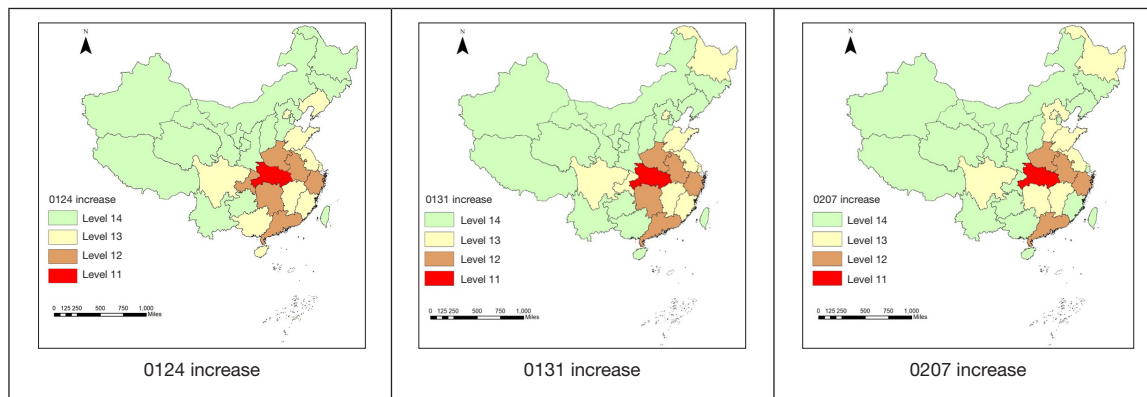 N
0124 increase
Level 14
Level 13
Level 12
Level 11
0 125 250 500 750 1,000
Miles
0124 increase
N
0131 increase
Level 14
Level 13
Level 12
Level 11
0 125 250 500 750 1,000
Miles
0131 increase
N
0207 increase
Level 14
Level 13
Level 12
Level 11
0 125 250 500 750 1,000
Miles
0207 increase